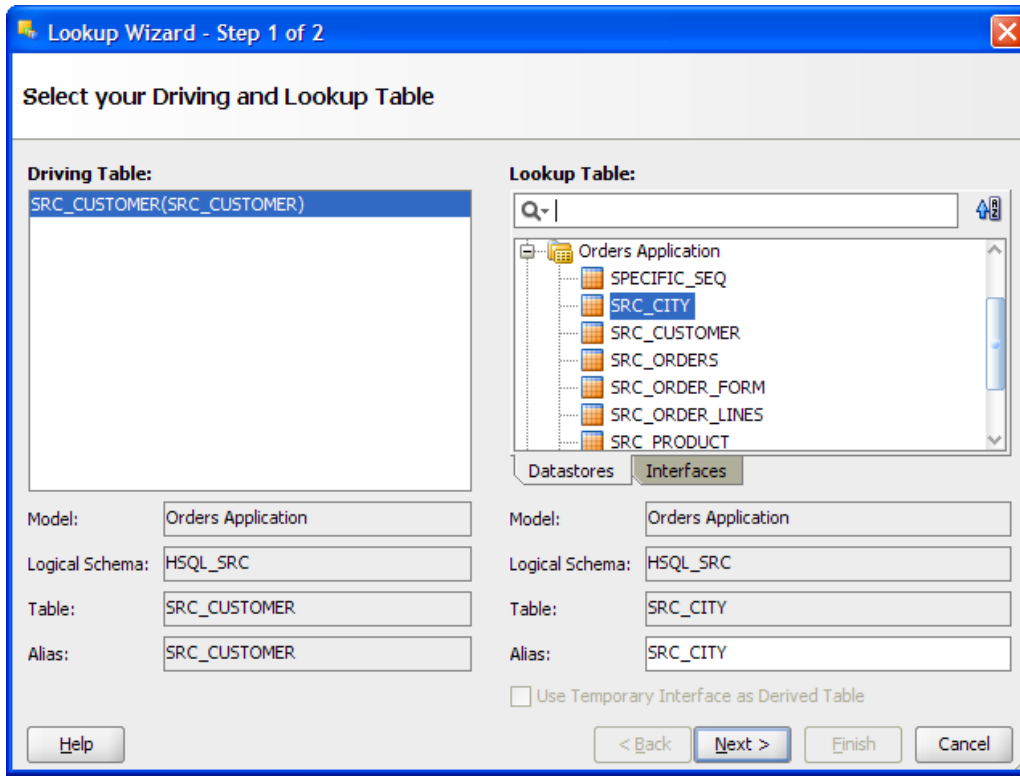 Lookup Wizard - Step 1 of 2
Select your Driving and Lookup Table
Driving Table:
SRC_CUSTOMER(SRC_CUSTOMER)
Model:
Orders Application
Logical Schema:
HSQL_SRC
Table:
SRC_CUSTOMER
Alias:
SRC_CUSTOMER
Lookup Table:
Orders Application
SPECIFIC_SEQ
SRC_CITY
SRC_CUSTOMER
SRC_ORDERS
SRC_ORDER_FORM
SRC_ORDER_LINES
SRC_PRODUCT
Datastores
Interfaces
Model:
Orders Application
Logical Schema:
HSQL_SRC
Table:
SRC_CITY
Alias:
SRC_CITY
Use Temporary Interface as Derived Table
Help
< Back
Next >
Finish
Cancel